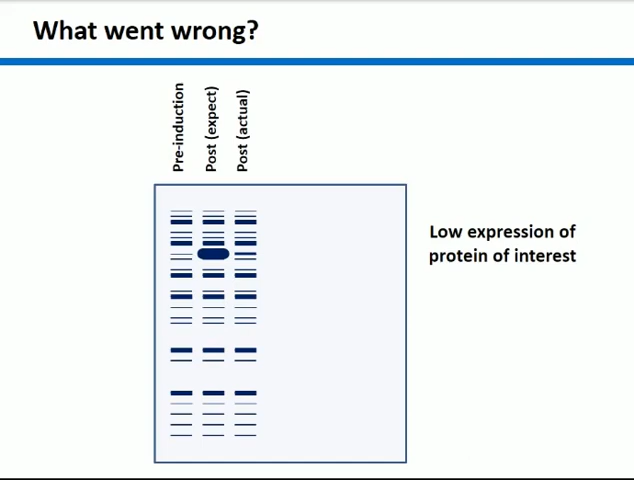 What went wrong?
Pre-induction
Post (expect)
Post (actual)
Low expression of
protein of interest